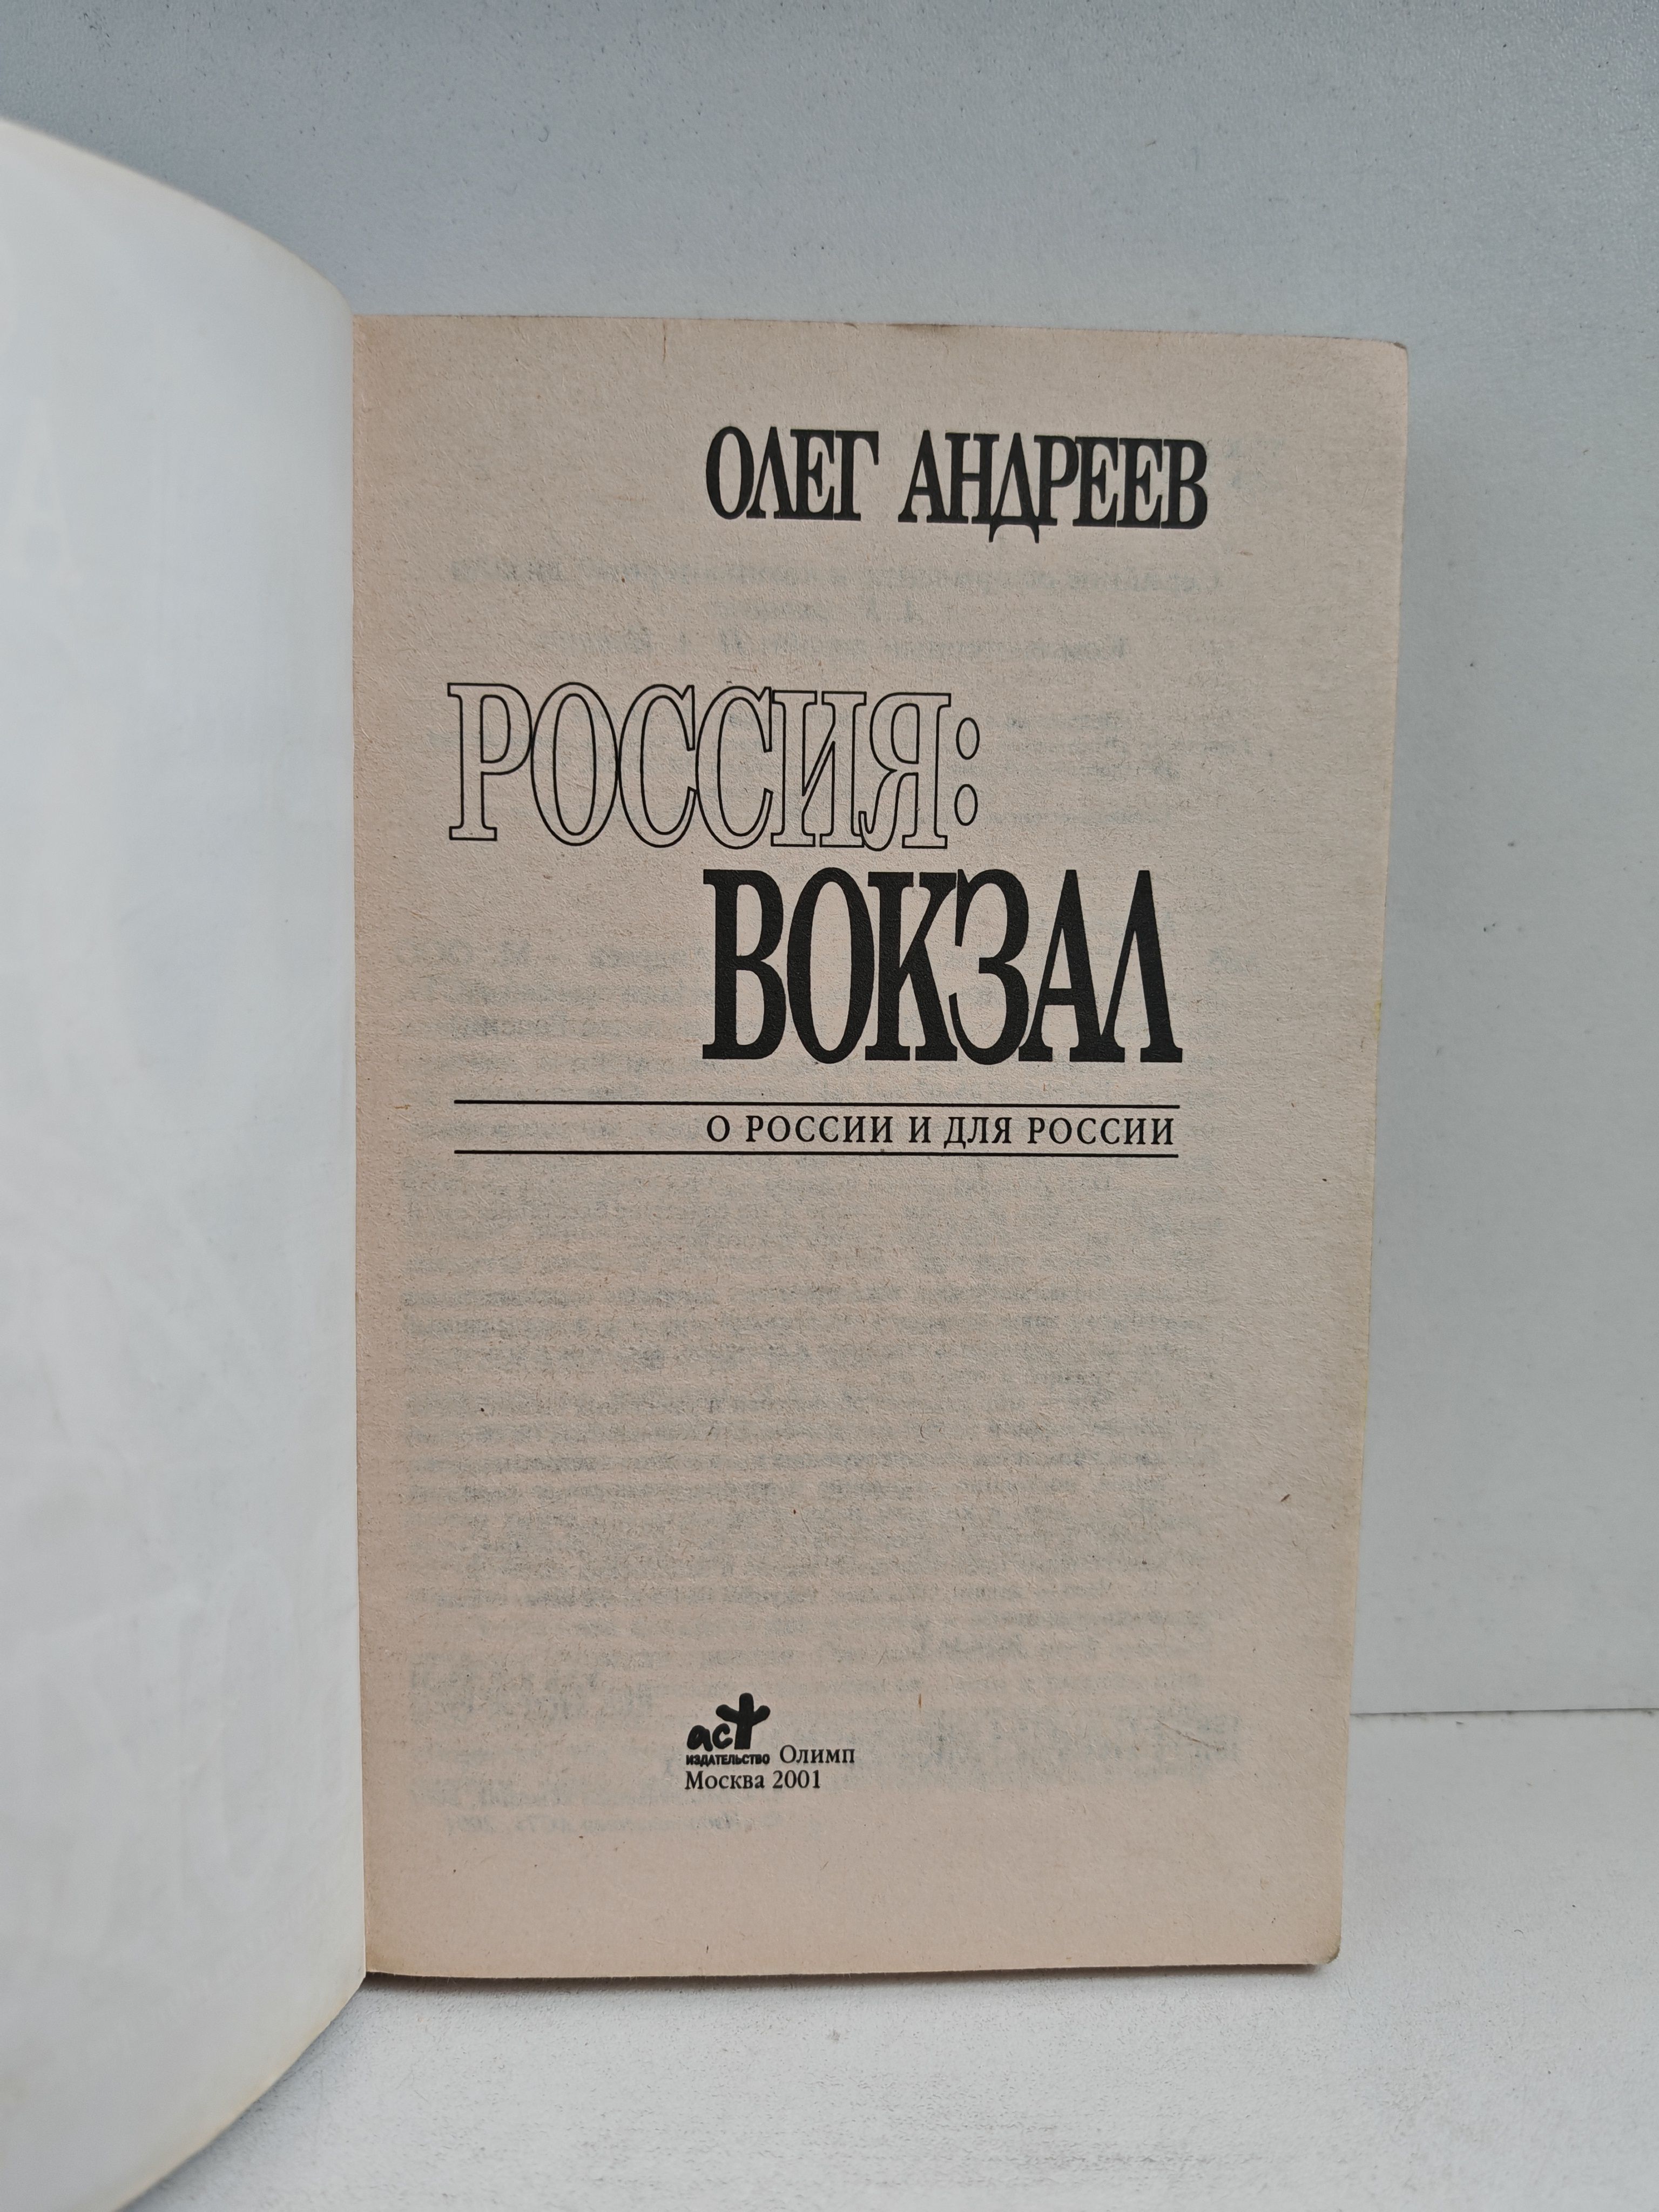 ОЛЕГ АНДРЕЕВ
РОССИЯ:
ВОКЗАЛ
О РОССИИ И ДЛЯ РОССИИ
аст
ИЗДАТЕЛЬСТВО Олимп
Москва 2001